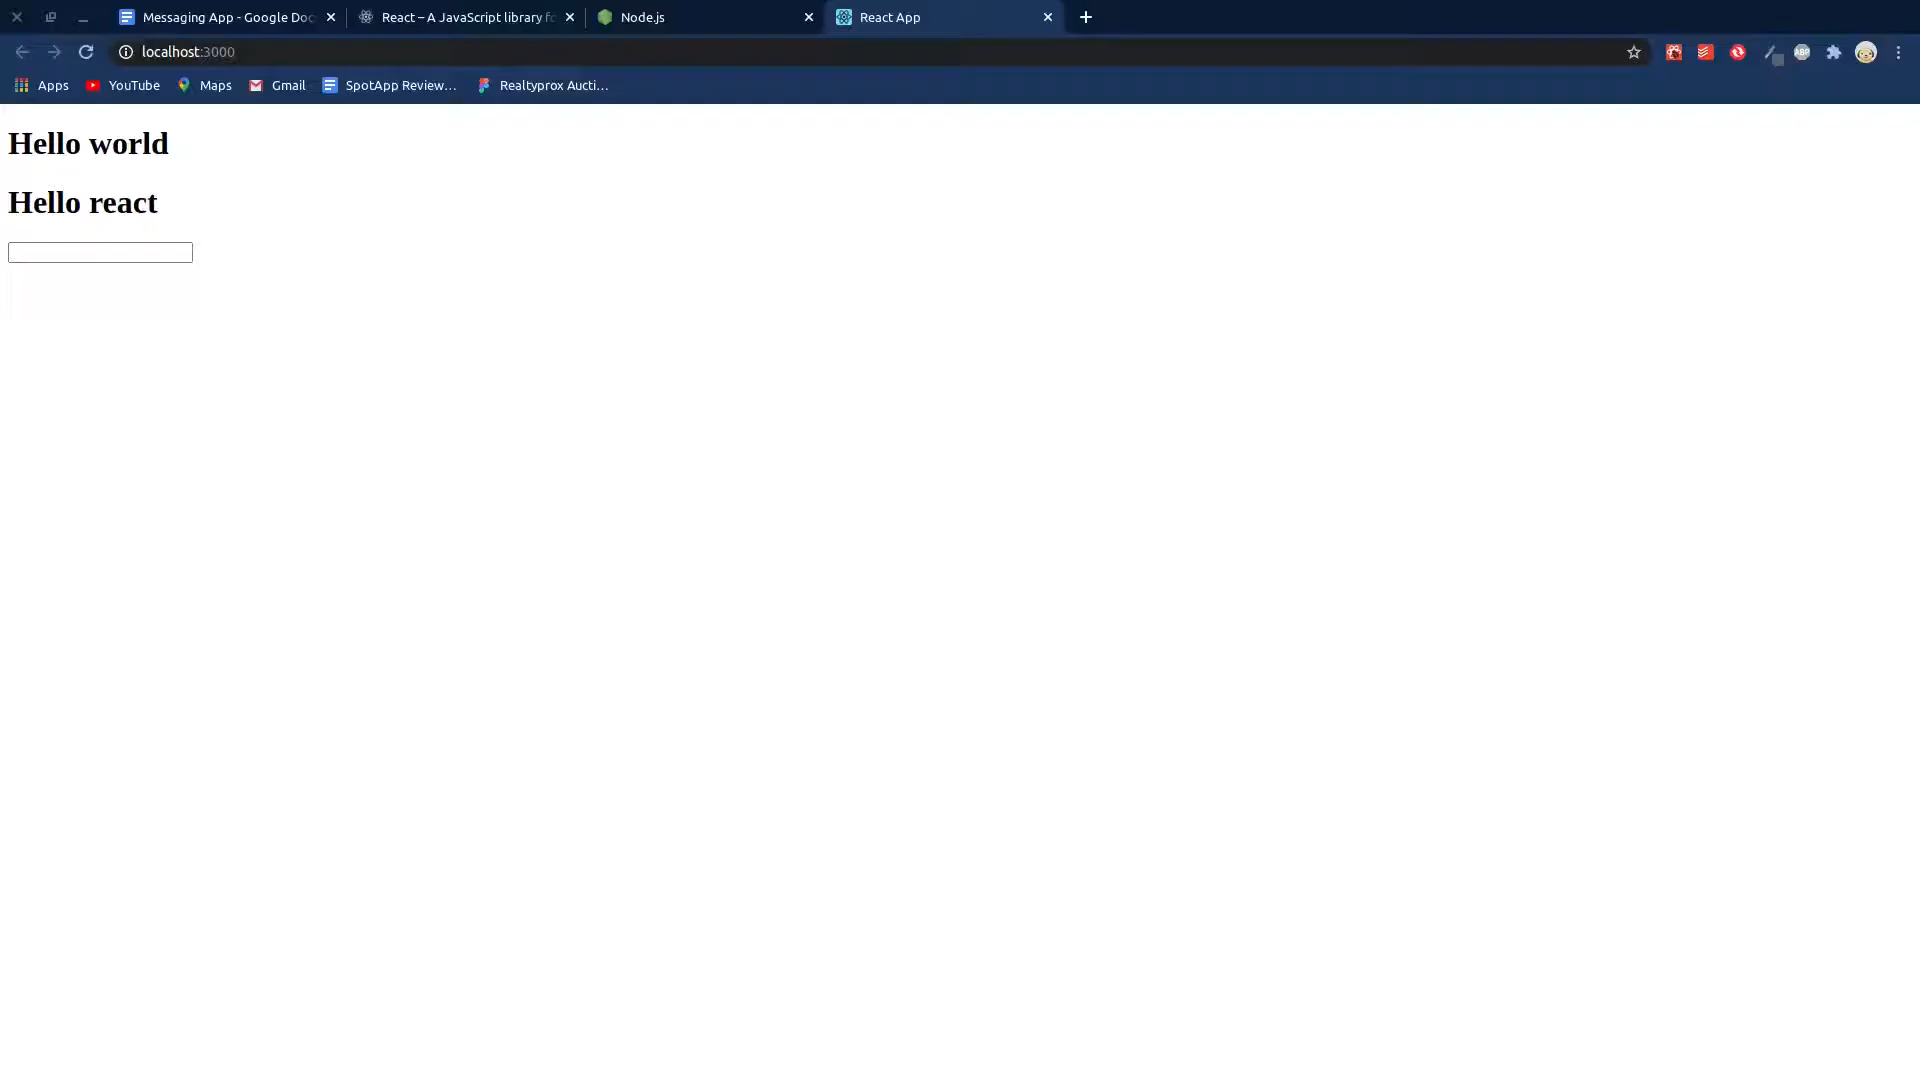 Messaging App - Google Doc
React – A JavaScript library fo
Node.js
React App
localhost:3000
ABP
Apps
YouTube
Maps
Gmail
SpotApp Review...
Realtyprox Aucti...
Hello world
Hello react